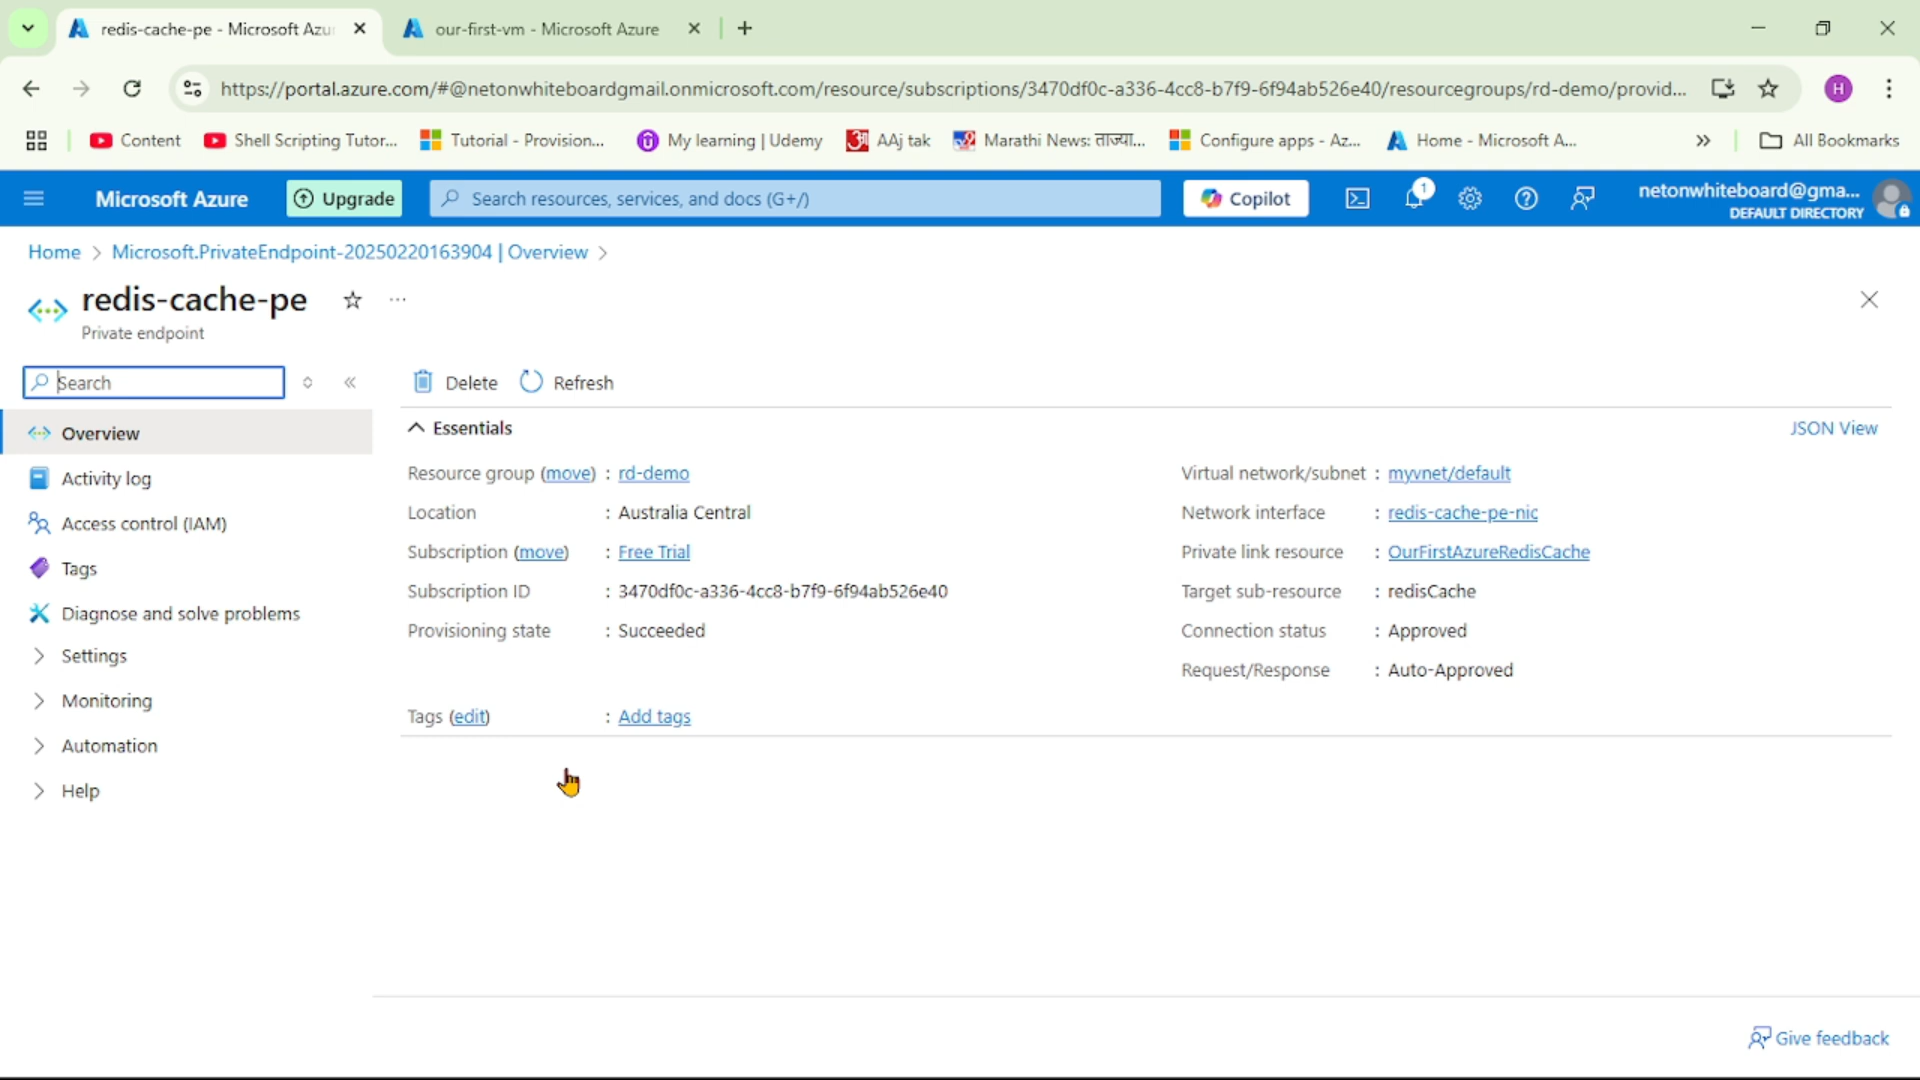 redis-cache-pe - Microsoft Azu
our-first-vm - Microsoft Azure
https://portal.azure.com/#@netonwhiteboardgmail.onmicrosoft.com/resource/subscriptions/3470df0c-a336-4cc8-b7f9-6f94ab526e40/resourcegroups/rd-demo/provid...
H
Content
Shell Scripting Tutor...
Tutorial - Provision...
My learning | Udemy
AAj tak
Marathi News: ताज्या...
Configure apps - Az...
Home - Microsoft A...
All Bookmarks
Microsoft Azure
Upgrade
Search resources, services, and docs (G+/)
Copilot
1
netonwhiteboard@gma...
DEFAULT DIRECTORY
Home > Microsoft.PrivateEndpoint-20250220163904 | Overview >
redis-cache-pe
Private endpoint
Search
Delete
Refresh
Overview
Activity log
Access control (IAM)
Tags
Diagnose and solve problems
Settings
Monitoring
Automation
Help
Essentials
JSON View
Resource group (move) : rd-demo
Location : Australia Central
Subscription (move) : Free Trial
Subscription ID : 3470df0c-a336-4cc8-b7f9-6f94ab526e40
Provisioning state : Succeeded
Virtual network/subnet : myvnet/default
Network interface : redis-cache-pe-nic
Private link resource : OurFirstAzureRedisCache
Target sub-resource : redisCache
Connection status : Approved
Request/Response : Auto-Approved
Tags (edit) : Add tags
Give feedback